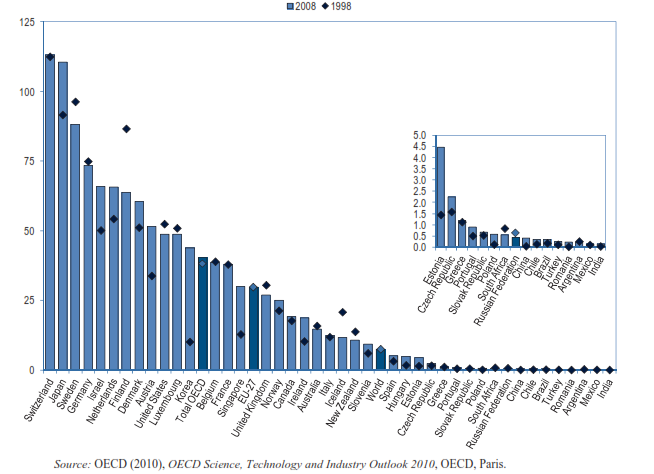 2008 1998
125
100
75
50
25
0
5.0
4.5
4.0
3.5
3.0
2.5
2.0
1.5
1.0
0.5
0.0
Estonia
Czech Republic
Greece
Portugal
Slovak Republic
Poland
South Africa
Russian Federation
China
Chile
Brazil
Turkey
Romania
Argentina
Mexico
India
Switzerland
Japan
Sweden
Germany
Israel
Netherlands
Finland
Denmark
Austria
United States
Luxembourg
Korea
Total OECD
Belgium
France
Singapore
EU-27
United Kingdom
Norway
Canada
Ireland
Australia
Italy
Iceland
New Zealand
Slovenia
World
Spain
Hungary
Estonia
Czech Republic
Greece
Portugal
Slovak Republic
Poland
South Africa
Russian Federation
China
Chile
Brazil
Turkey
Romania
Argentina
Mexico
India
Source: OECD (2010), OECD Science, Technology and Industry Outlook 2010, OECD, Paris.